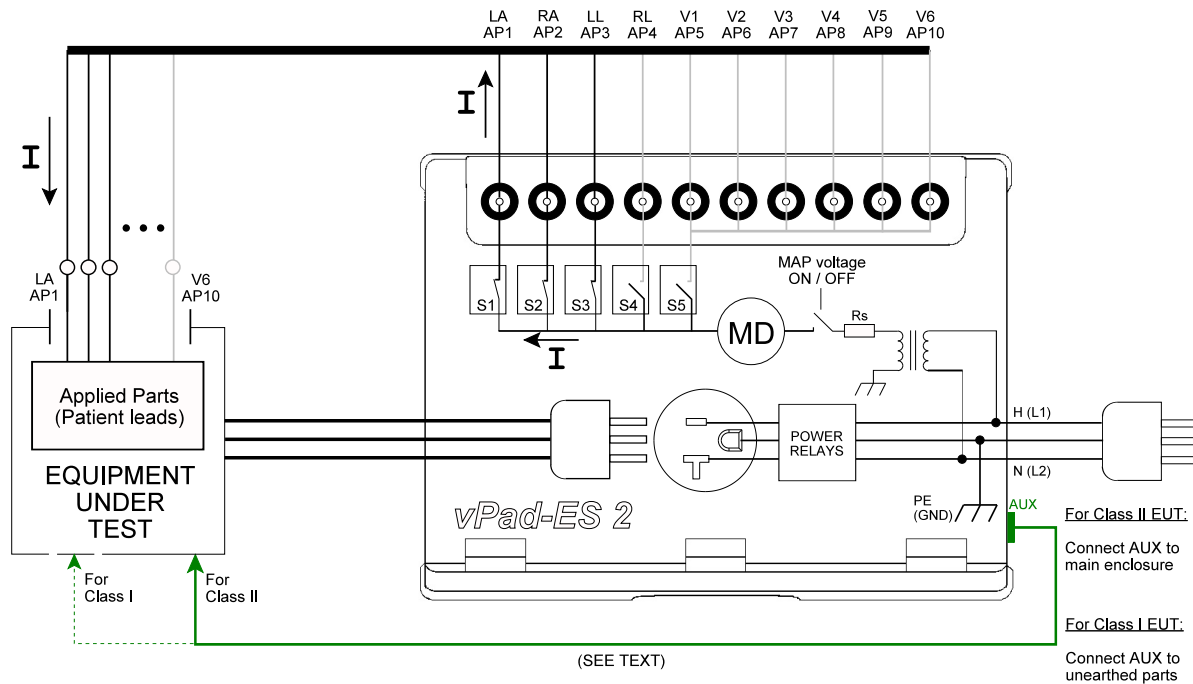 LA RA LL RL V1 V2 V3 V4 V5 V6
AP1 AP2 AP3 AP4 AP5 AP6 AP7 AP8 AP9 AP10
I
I
LA
AP1
V6
AP10
S1 S2 S3 S4 S5
I
MD
MAP voltage
ON / OFF
Rs
Applied Parts
(Patient leads)
EQUIPMENT
UNDER
TEST
POWER
RELAYS
H (L1)
N (L2)
PE
(GND)
AUX
vPad-ES 2
For
Class I
For
Class II
(SEE TEXT)
For Class II EUT:
Connect AUX to
main enclosure
For Class I EUT:
Connect AUX to
unearthed parts